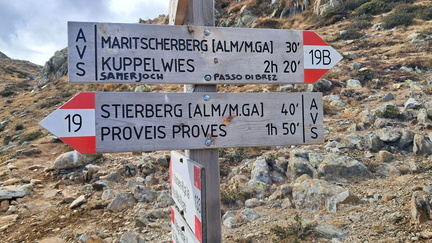 AVS
MARITSCHERBERG [ALM/M.GA] 30'
KUPPELWIES 2h 20'
SAMERJOCH PASSO DI BREZ
19B
19
STIERBERG [ALM/M.GA] 40'
PROVEIS PROVES 1h 50'
AVS